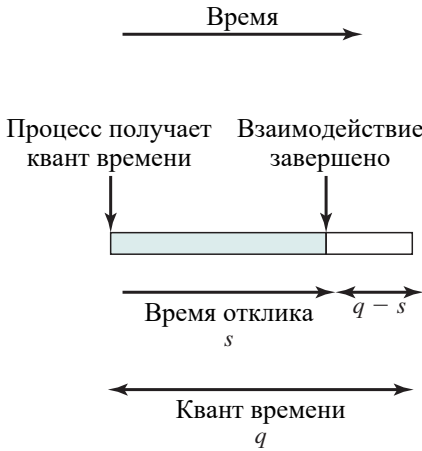 Время
Процесс получает
квант времени
Взаимодействие
завершено
Время отклика
s
q − s
Квант времени
q